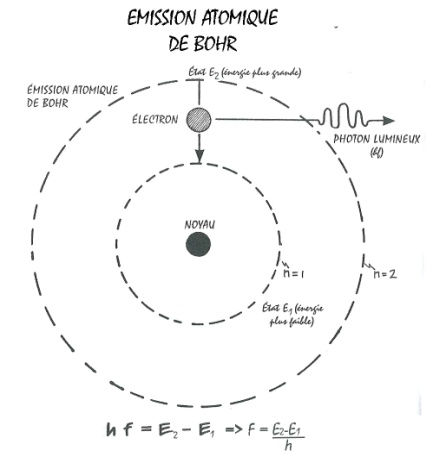 EMISSION ATOMIQUE
DE BOHR
État E₂ (énergie plus grande)
ÉMISSION ATOMIQUE
DE BOHR
ÉLECTRON
PHOTON LUMINEUX
(hf)
NOYAU
n=1
n=2
État E₁ (énergie
plus faible)
h f = E₂ - E₁ => F = E₂-E₁
h